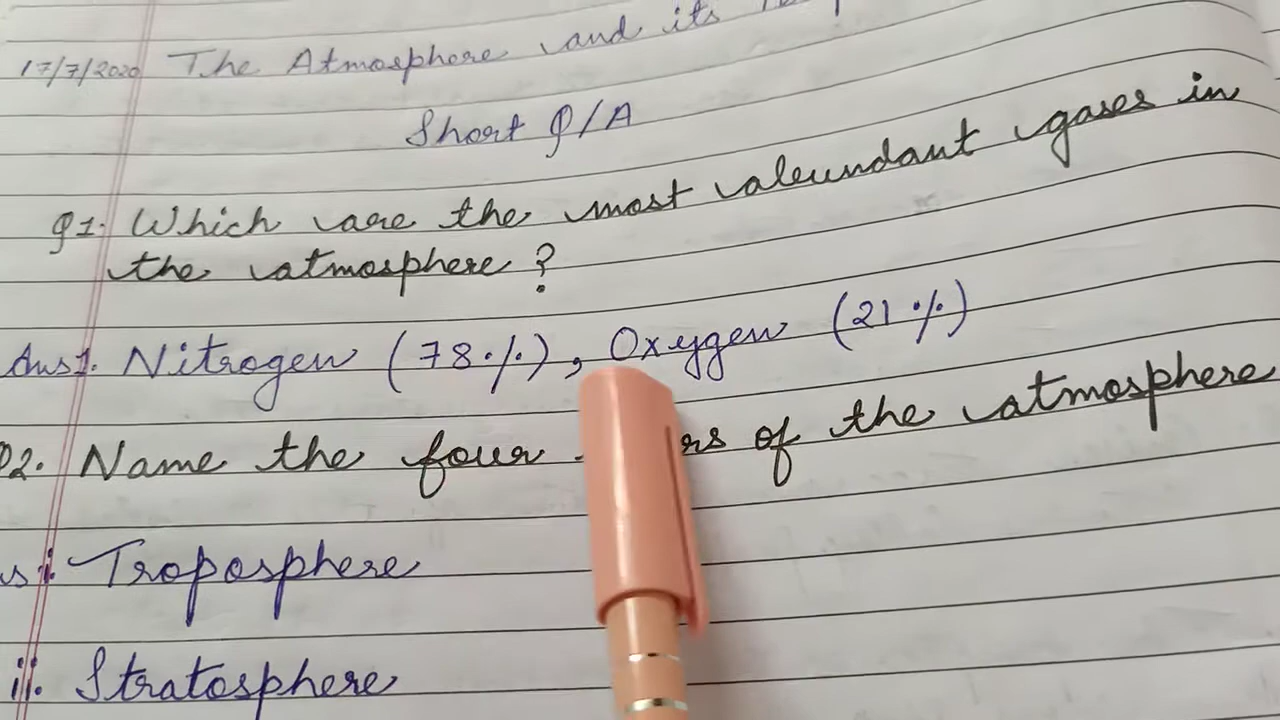 17/7/2020 The Atmosphere and its
Short Q/A
Q1. Which are the most abundant gases in
the atmosphere ?
Ans1. Nitrogen (78%), Oxygen (21%)
Q2. Name the four of the atmosphere
i. Troposphere
ii. Stratosphere